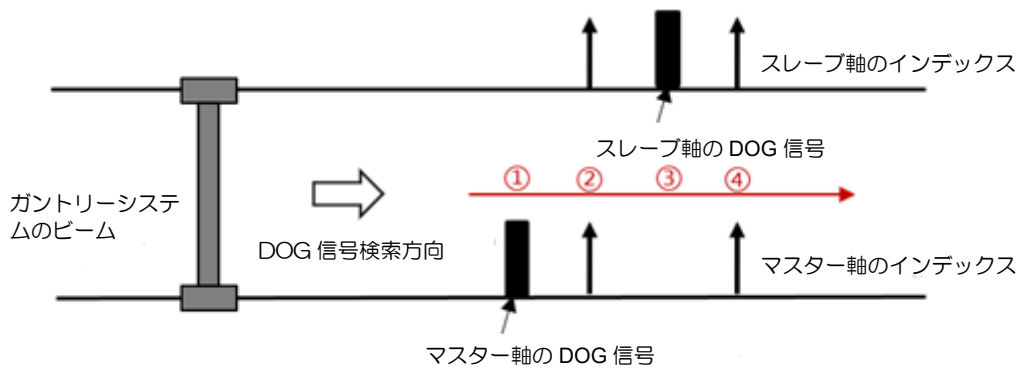 スレーブ軸のインデックス
スレーブ軸の DOG 信号
① ② ③ ④
ガントリーシステ
ムのビーム
DOG 信号検索方向
マスター軸のインデックス
マスター軸の DOG 信号